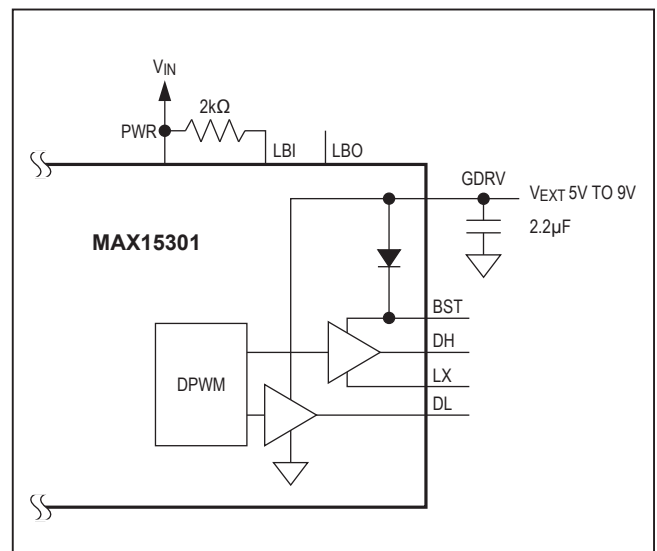 VIN
2kΩ
PWR
LBI
LBO
GDRV
VEXT 5V TO 9V
2.2µF
MAX15301
BST
DH
DPWM
LX
DL